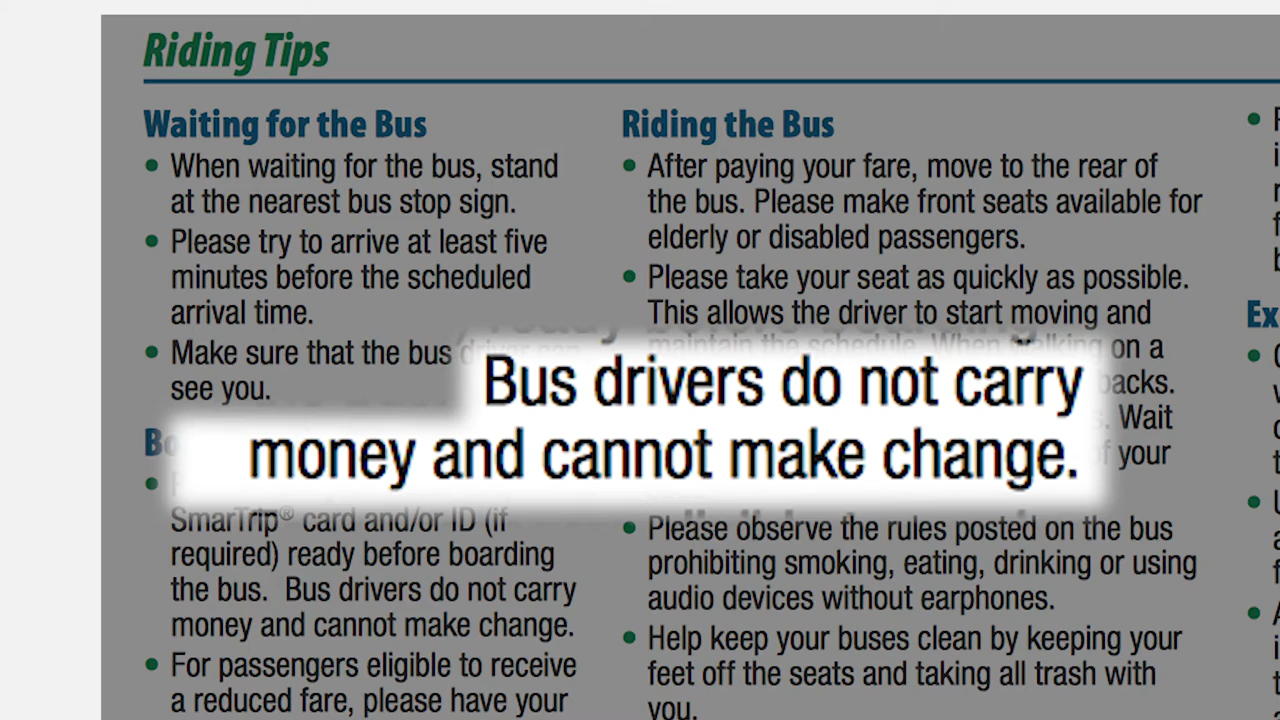 Riding Tips
Waiting for the Bus
• When waiting for the bus, stand
at the nearest bus stop sign.
• Please try to arrive at least five
minutes before the scheduled
arrival time.
• Make sure that the bus driver can
see you.
Bus drivers do not carry
money and cannot make change.
SmarTrip® card and/or ID (if
required) ready before boarding
the bus. Bus drivers do not carry
money and cannot make change.
• For passengers eligible to receive
a reduced fare, please have your
Riding the Bus
• After paying your fare, move to the rear of
the bus. Please make front seats available for
elderly or disabled passengers.
• Please take your seat as quickly as possible.
This allows the driver to start moving and
maintain the schedule. When walking on a
Wait
of your
• Please observe the rules posted on the bus
prohibiting smoking, eating, drinking or using
audio devices without earphones.
• Help keep your buses clean by keeping your
feet off the seats and taking all trash with
you.